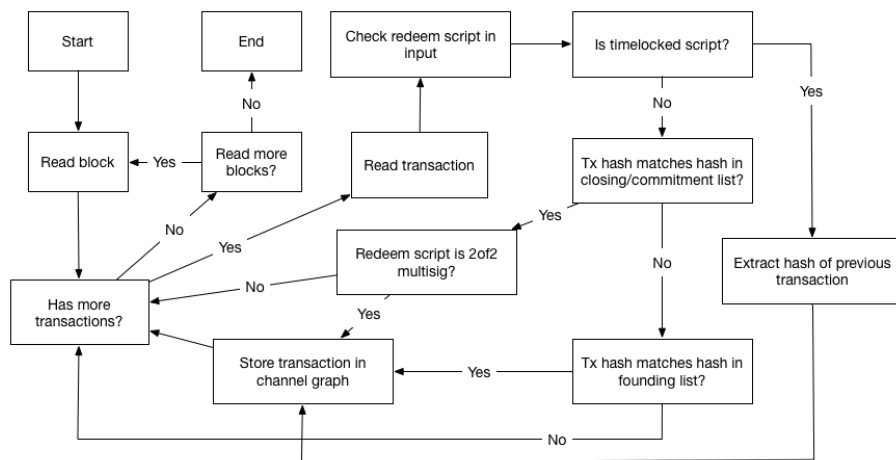 Start
End
Check redeem script in
input
Is timelocked script?
No
Yes
No
Read block
Yes
Read more
blocks?
Read transaction
Tx hash matches hash in
closing/commitment list?
No
Yes
Yes
Redeem script is 2of2
multisig?
No
Extract hash of previous
transaction
No
Has more
transactions?
Yes
Store transaction in
channel graph
Yes
Tx hash matches hash in
founding list?
No